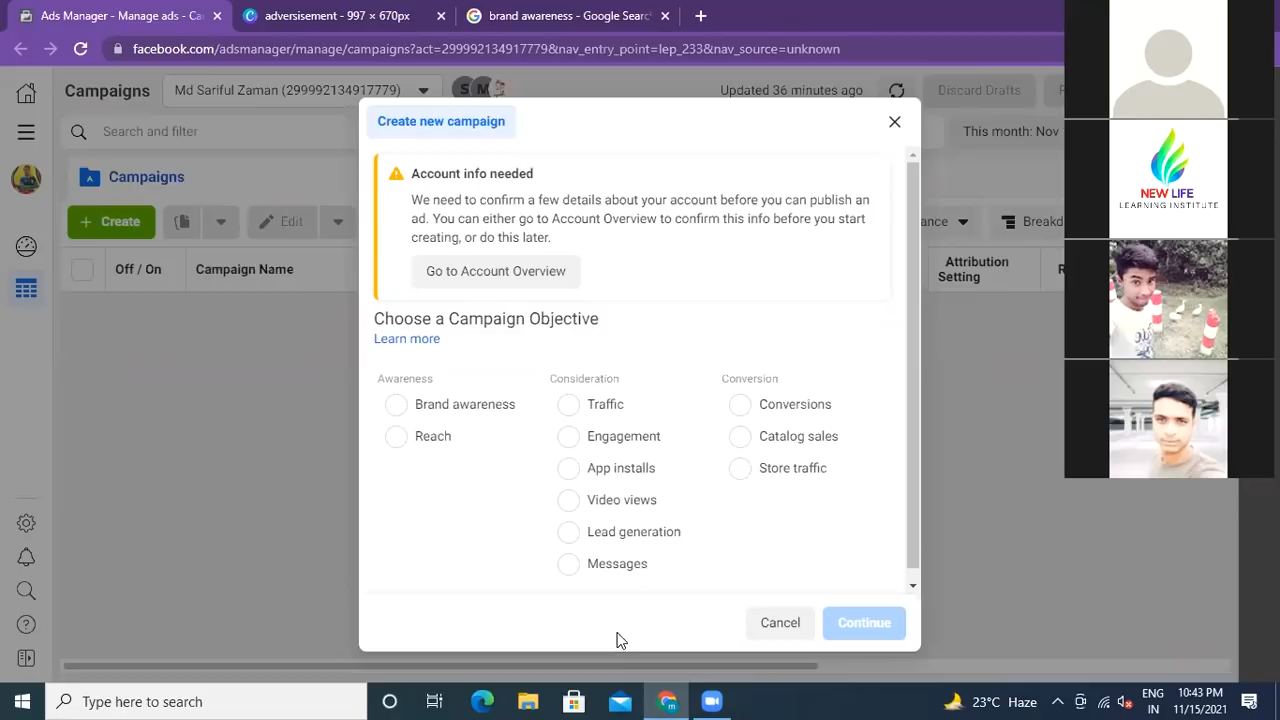 Ads Manager - Manage ads - Ca
advertisement - 997 × 670px
brand awareness - Google Searc
facebook.com/adsmanager/manage/campaigns?act=299992134917779&nav_entry_point=lep_233&nav_source=unknown
Campaigns
Md Sariful Zaman (299992134917779)
S M
Updated 36 minutes ago
Discard Drafts
R
Search and filter
This month: Nov
Campaigns
Create
Edit
ance
Breakd
Off / On
Campaign Name
Attribution
Setting
R
Create new campaign
Account info needed
We need to confirm a few details about your account before you can publish an
ad. You can either go to Account Overview to confirm this info before you start
creating, or do this later.
Go to Account Overview
Choose a Campaign Objective
Learn more
Awareness
Brand awareness
Reach
Consideration
Traffic
Engagement
App installs
Video views
Lead generation
Messages
Conversion
Conversions
Catalog sales
Store traffic
Cancel
Continue
NEW LIFE
LEARNING INSTITUTE
Type here to search
23°C Haze
ENG
IN
10:43 PM
11/15/2021